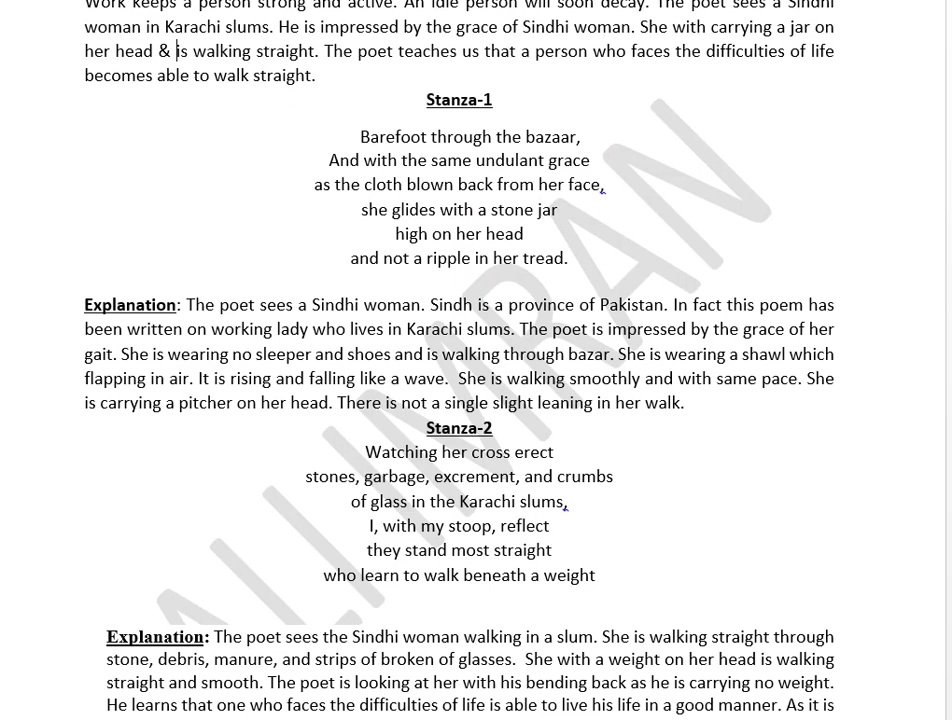 Work keeps a person strong and active. An idle person will soon decay. The poet sees a Sindhi
woman in Karachi slums. He is impressed by the grace of Sindhi woman. She with carrying a jar on
her head & is walking straight. The poet teaches us that a person who faces the difficulties of life
becomes able to walk straight.
Stanza-1
Barefoot through the bazaar,
And with the same undulant grace
as the cloth blown back from her face,
she glides with a stone jar
high on her head
and not a ripple in her tread.
Explanation: The poet sees a Sindhi woman. Sindh is a province of Pakistan. In fact this poem has
been written on working lady who lives in Karachi slums. The poet is impressed by the grace of her
gait. She is wearing no sleeper and shoes and is walking through bazar. She is wearing a shawl which
flapping in air. It is rising and falling like a wave.  She is walking smoothly and with same pace. She
is carrying a pitcher on her head. There is not a single slight leaning in her walk.
Stanza-2
Watching her cross erect
stones, garbage, excrement, and crumbs
of glass in the Karachi slums,
I, with my stoop, reflect
they stand most straight
who learn to walk beneath a weight
Explanation: The poet sees the Sindhi woman walking in a slum. She is walking straight through
stone, debris, manure, and strips of broken of glasses.  She with a weight on her head is walking
straight and smooth. The poet is looking at her with his bending back as he is carrying no weight.
He learns that one who faces the difficulties of life is able to live his life in a good manner. As it is
ALI IMRAN